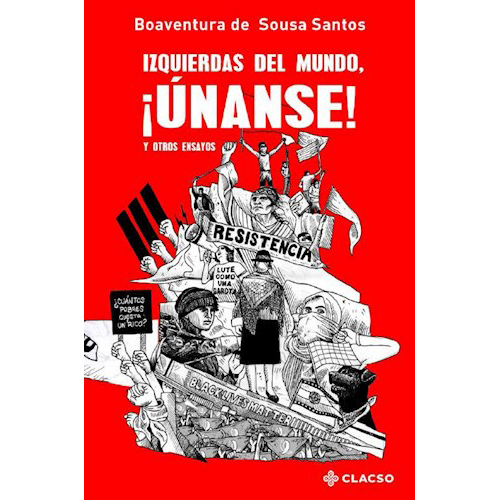 Boaventura de Sousa Santos
IZQUIERDAS DEL MUNDO,
¡ÚNANSE!
Y OTROS ENSAYOS
RESISTENCIA
LUTE
COMO
UMA
GAROTA
¿CUÁNTOS
POBRES
CUESTA
UN RICO?
BLACK LIVES MATTER
CLACSO